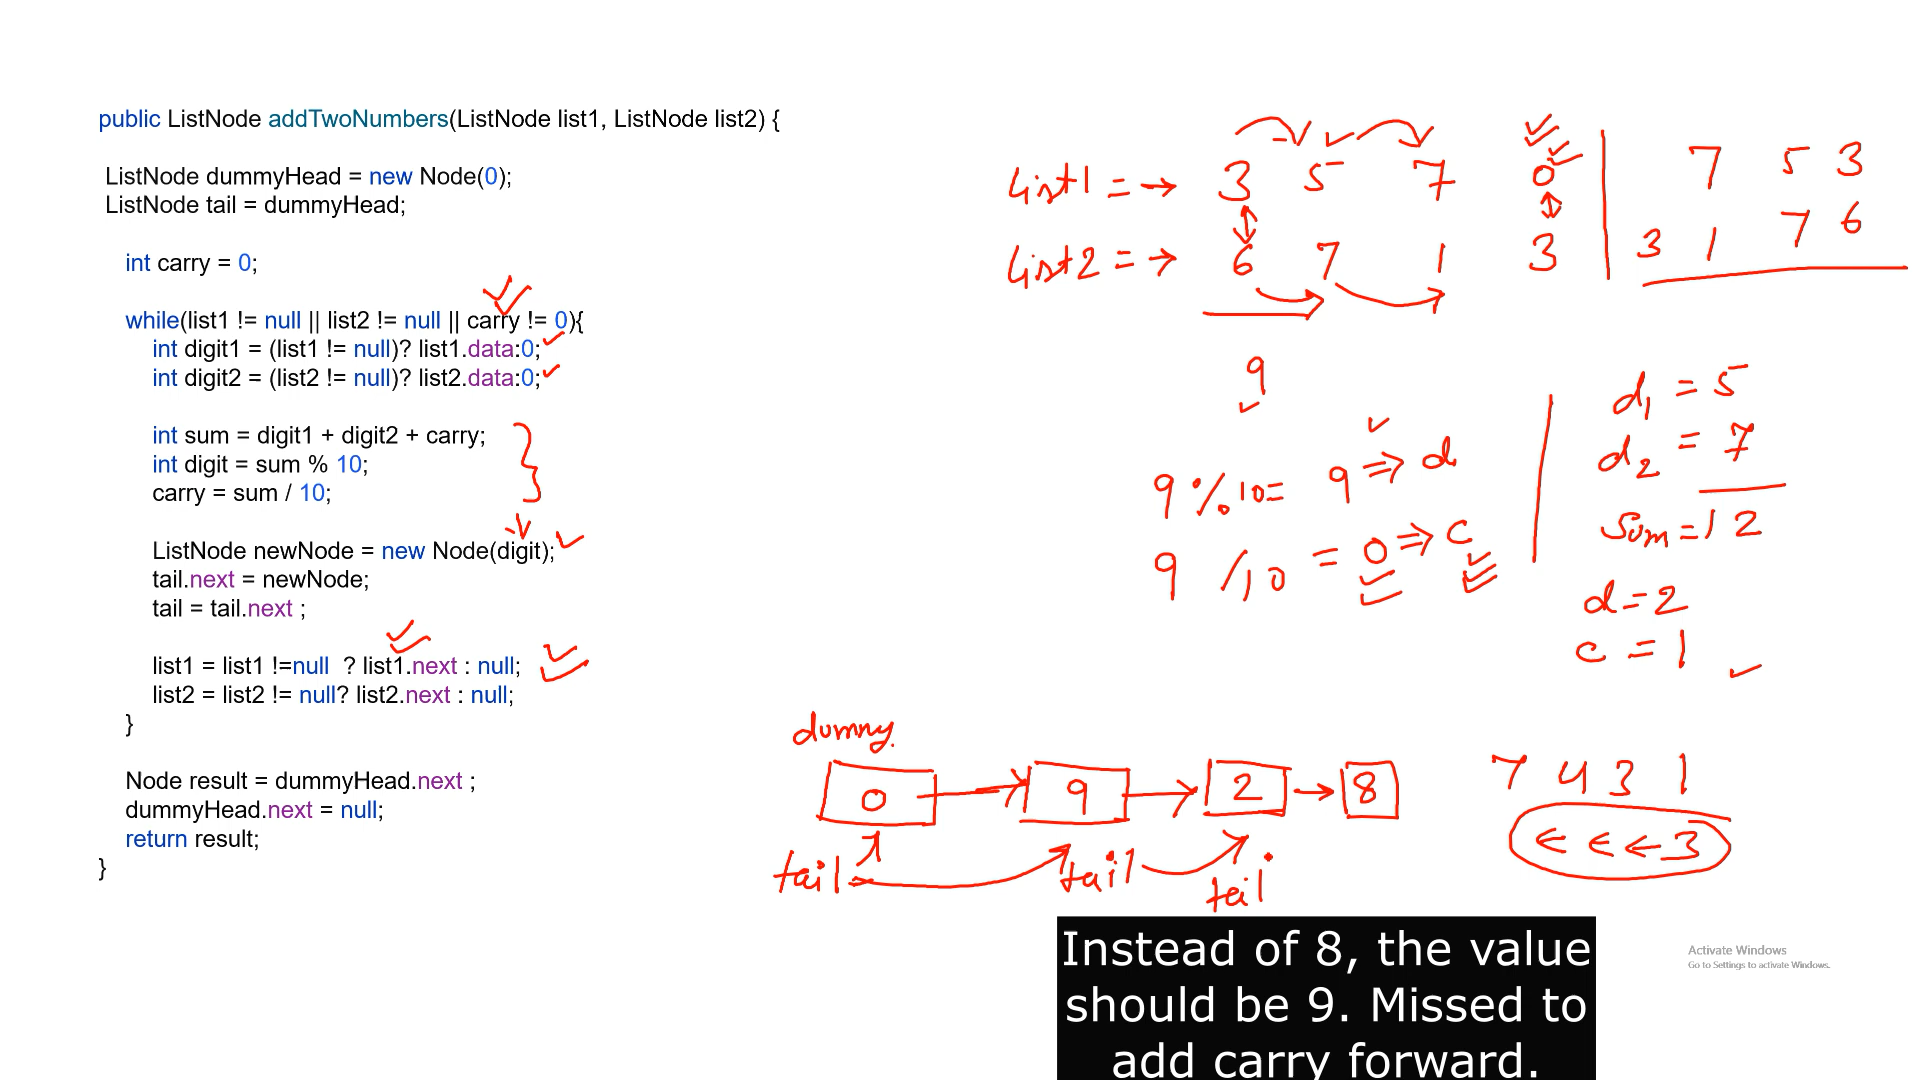 public ListNode addTwoNumbers(ListNode list1, ListNode list2) {
ListNode dummyHead = new Node(0);
ListNode tail = dummyHead;
int carry = 0;
while(list1 != null || list2 != null || carry != 0){
int digit1 = (list1 != null)? list1.data:0;
int digit2 = (list2 != null)? list2.data:0;
int sum = digit1 + digit2 + carry;
int digit = sum % 10;
carry = sum / 10;
ListNode newNode = new Node(digit);
tail.next = newNode;
tail = tail.next ;
list1 = list1 !=null ? list1.next : null;
list2 = list2 != null? list2.next : null;
}
Node result = dummyHead.next ;
dummyHead.next = null;
return result;
}
list1 = → 3 5 7 0
list2 = → 6 7 1 3
7 5 3
3 1 7 6
9
9 % 10 = 9 ⇒ d
9 / 10 = 0 ⇒ c
d1 = 5
d2 = 7
Sum = 12
d = 2
c = 1
dummy
0 → 9 → 2 → 8
tail tail tail
7 4 3 1
← ← ← 3
Instead of 8, the value
should be 9. Missed to
add carry forward.
Activate Windows
Go to Settings to activate Windows.